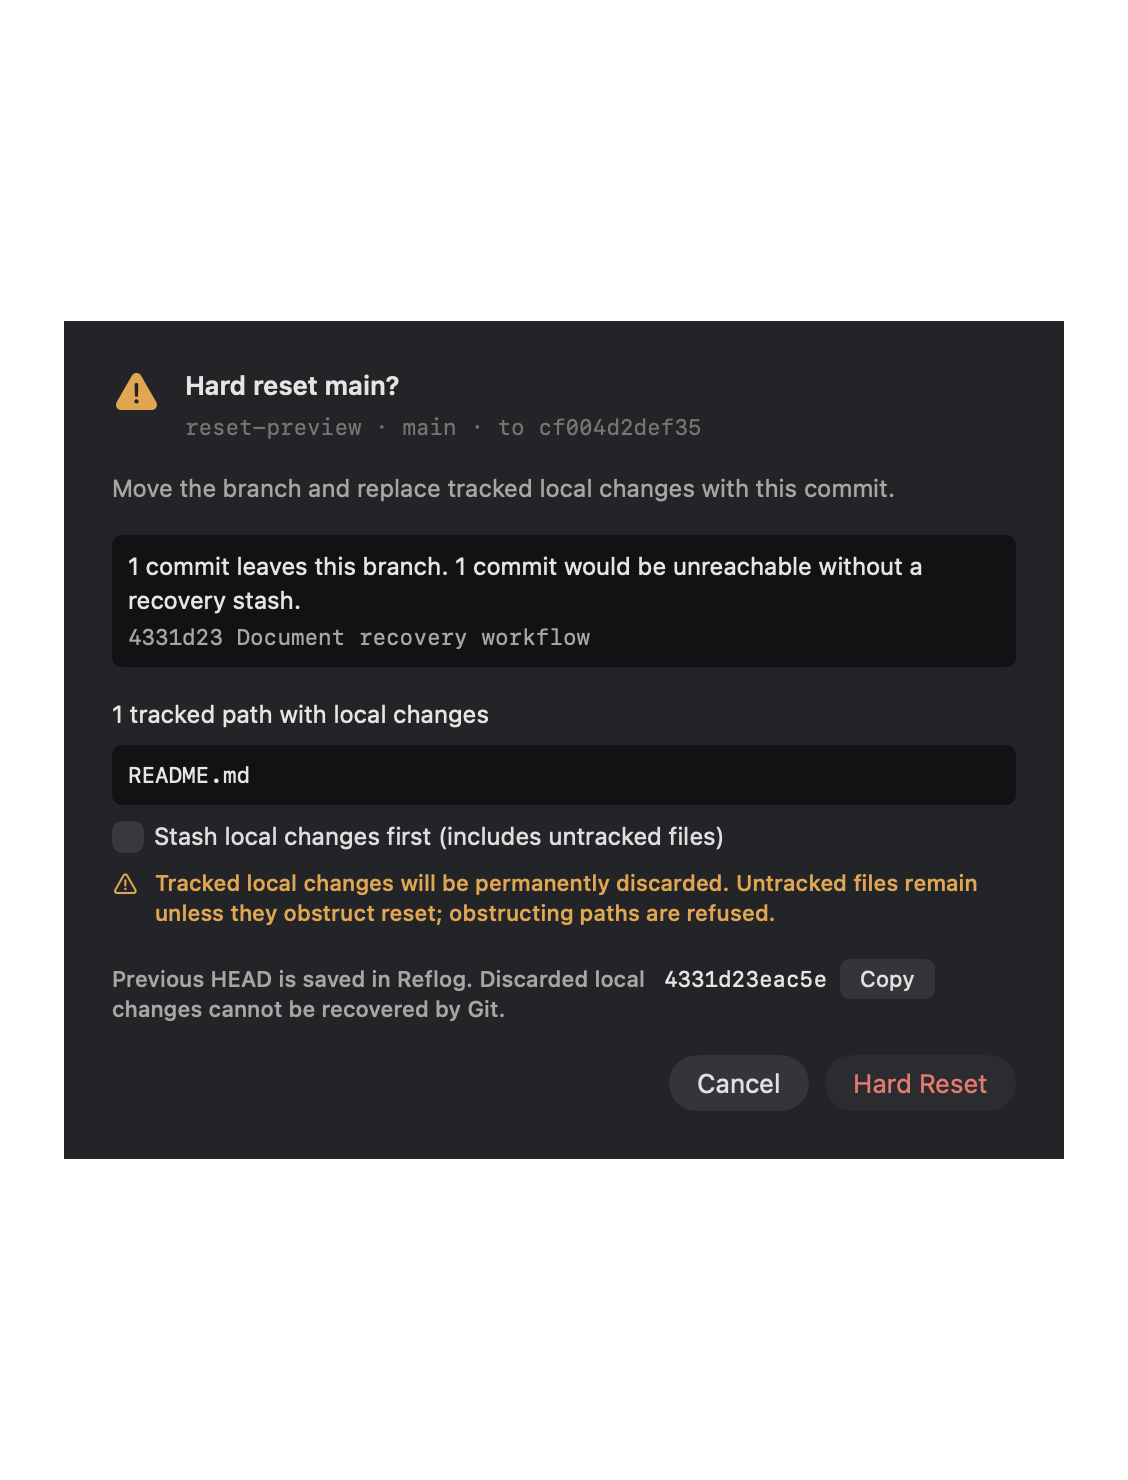 Hard reset main?
reset-preview · main · to cf004d2def35
Move the branch and replace tracked local changes with this commit.
1 commit leaves this branch. 1 commit would be unreachable without a
recovery stash.
4331d23 Document recovery workflow
1 tracked path with local changes
README.md
Stash local changes first (includes untracked files)
Tracked local changes will be permanently discarded. Untracked files remain
unless they obstruct reset; obstructing paths are refused.
Previous HEAD is saved in Reflog. Discarded local
changes cannot be recovered by Git.
4331d23eac5e
Copy
Cancel
Hard Reset